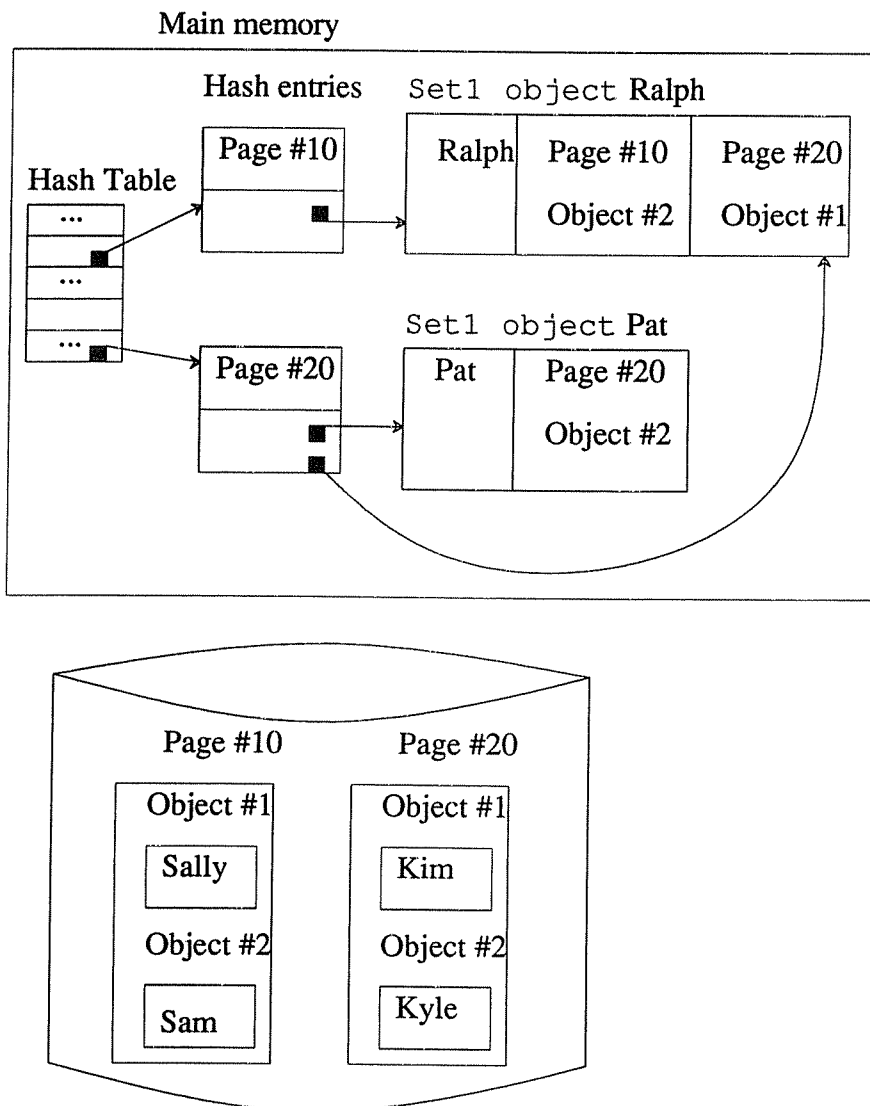 Main memory
Hash entries
Set1 object Ralph
Page #10
Ralph
Page #10
Object #2
Page #20
Object #1
Hash Table
...
...
...
Set1 object Pat
Page #20
Pat
Page #20
Object #2
Page #10
Page #20
Object #1
Sally
Object #2
Sam
Object #1
Kim
Object #2
Kyle